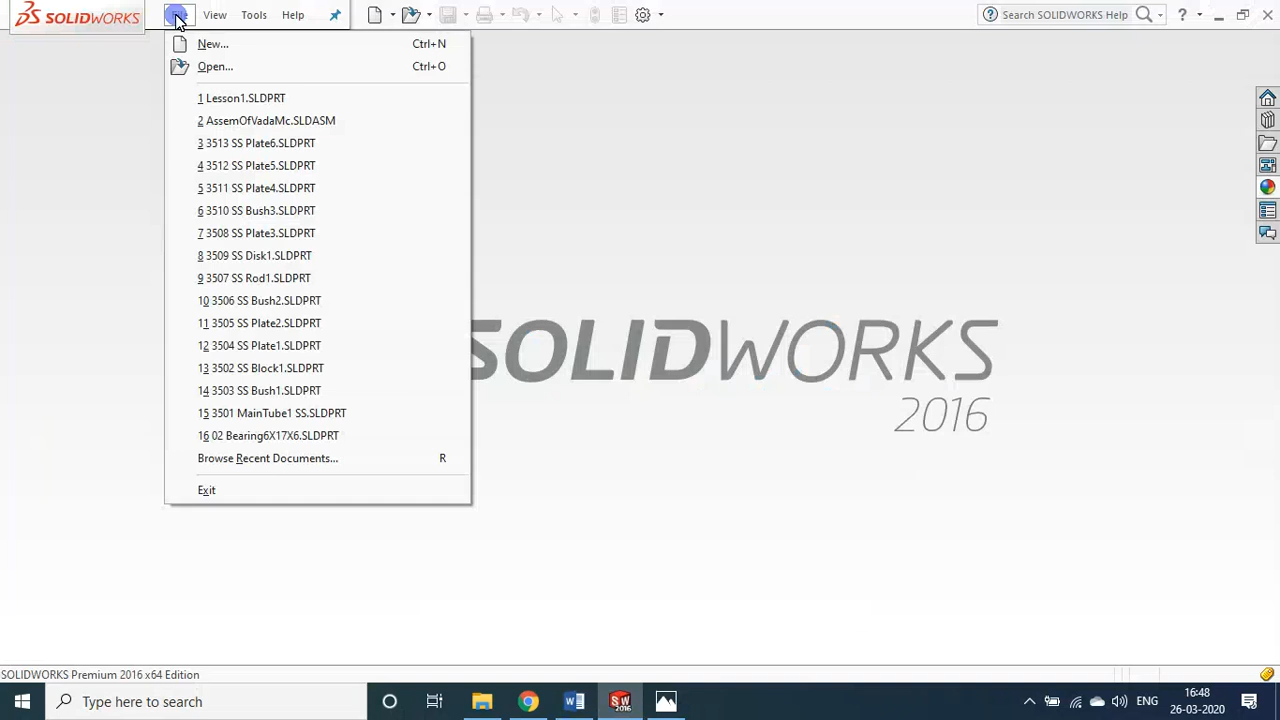 SOLIDWORKS
View Tools Help
Search SOLIDWORKS Help
?
New... Ctrl+N
Open... Ctrl+O
1 Lesson1.SLDPRT
2 AssemOfVadaMc.SLDASM
3 3513 SS Plate6.SLDPRT
4 3512 SS Plate5.SLDPRT
5 3511 SS Plate4.SLDPRT
6 3510 SS Bush3.SLDPRT
7 3508 SS Plate3.SLDPRT
8 3509 SS Disk1.SLDPRT
9 3507 SS Rod1.SLDPRT
10 3506 SS Bush2.SLDPRT
11 3505 SS Plate2.SLDPRT
12 3504 SS Plate1.SLDPRT
13 3502 SS Block1.SLDPRT
14 3503 SS Bush1.SLDPRT
15 3501 MainTube1 SS.SLDPRT
16 02 Bearing6X17X6.SLDPRT
Browse Recent Documents... R
Exit
SOLIDWORKS
2016
SOLIDWORKS Premium 2016 x64 Edition
Type here to search
SW
2016
ENG
16:48
26-03-2020